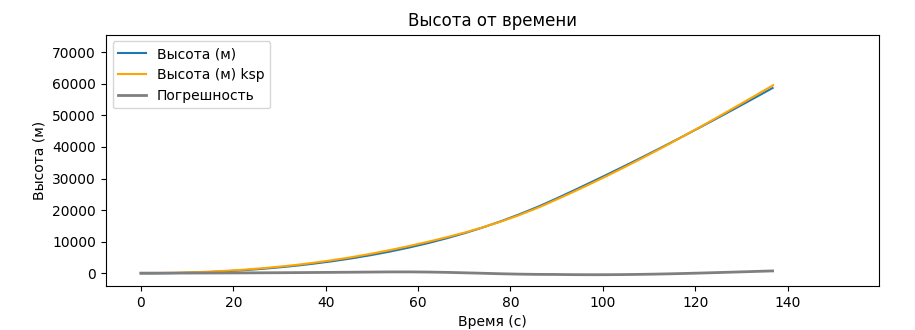 Высота от времени
Высота (м)
Высота (м) ksp
Погрешность
Высота (м)
70000
60000
50000
40000
30000
20000
10000
0
0 20 40 60 80 100 120 140
Время (с)